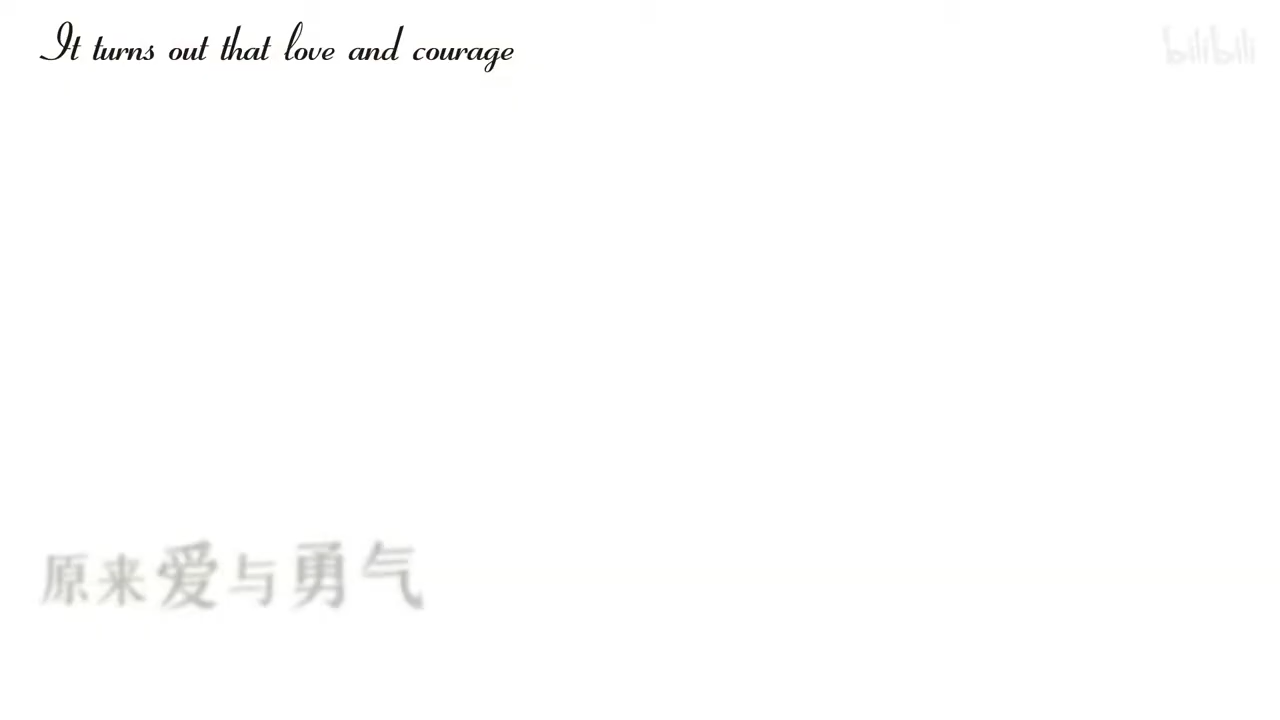 It turns out that love and courage
bilibili
原来爱与勇气